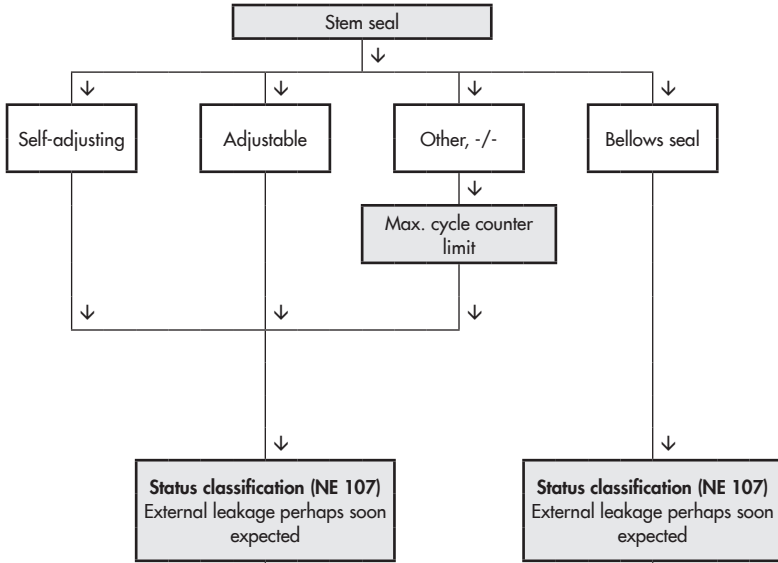 Stem seal
Self-adjusting
Adjustable
Other, -/-
Bellows seal
Max. cycle counter
limit
Status classification (NE 107)
External leakage perhaps soon
expected
Status classification (NE 107)
External leakage perhaps soon
expected